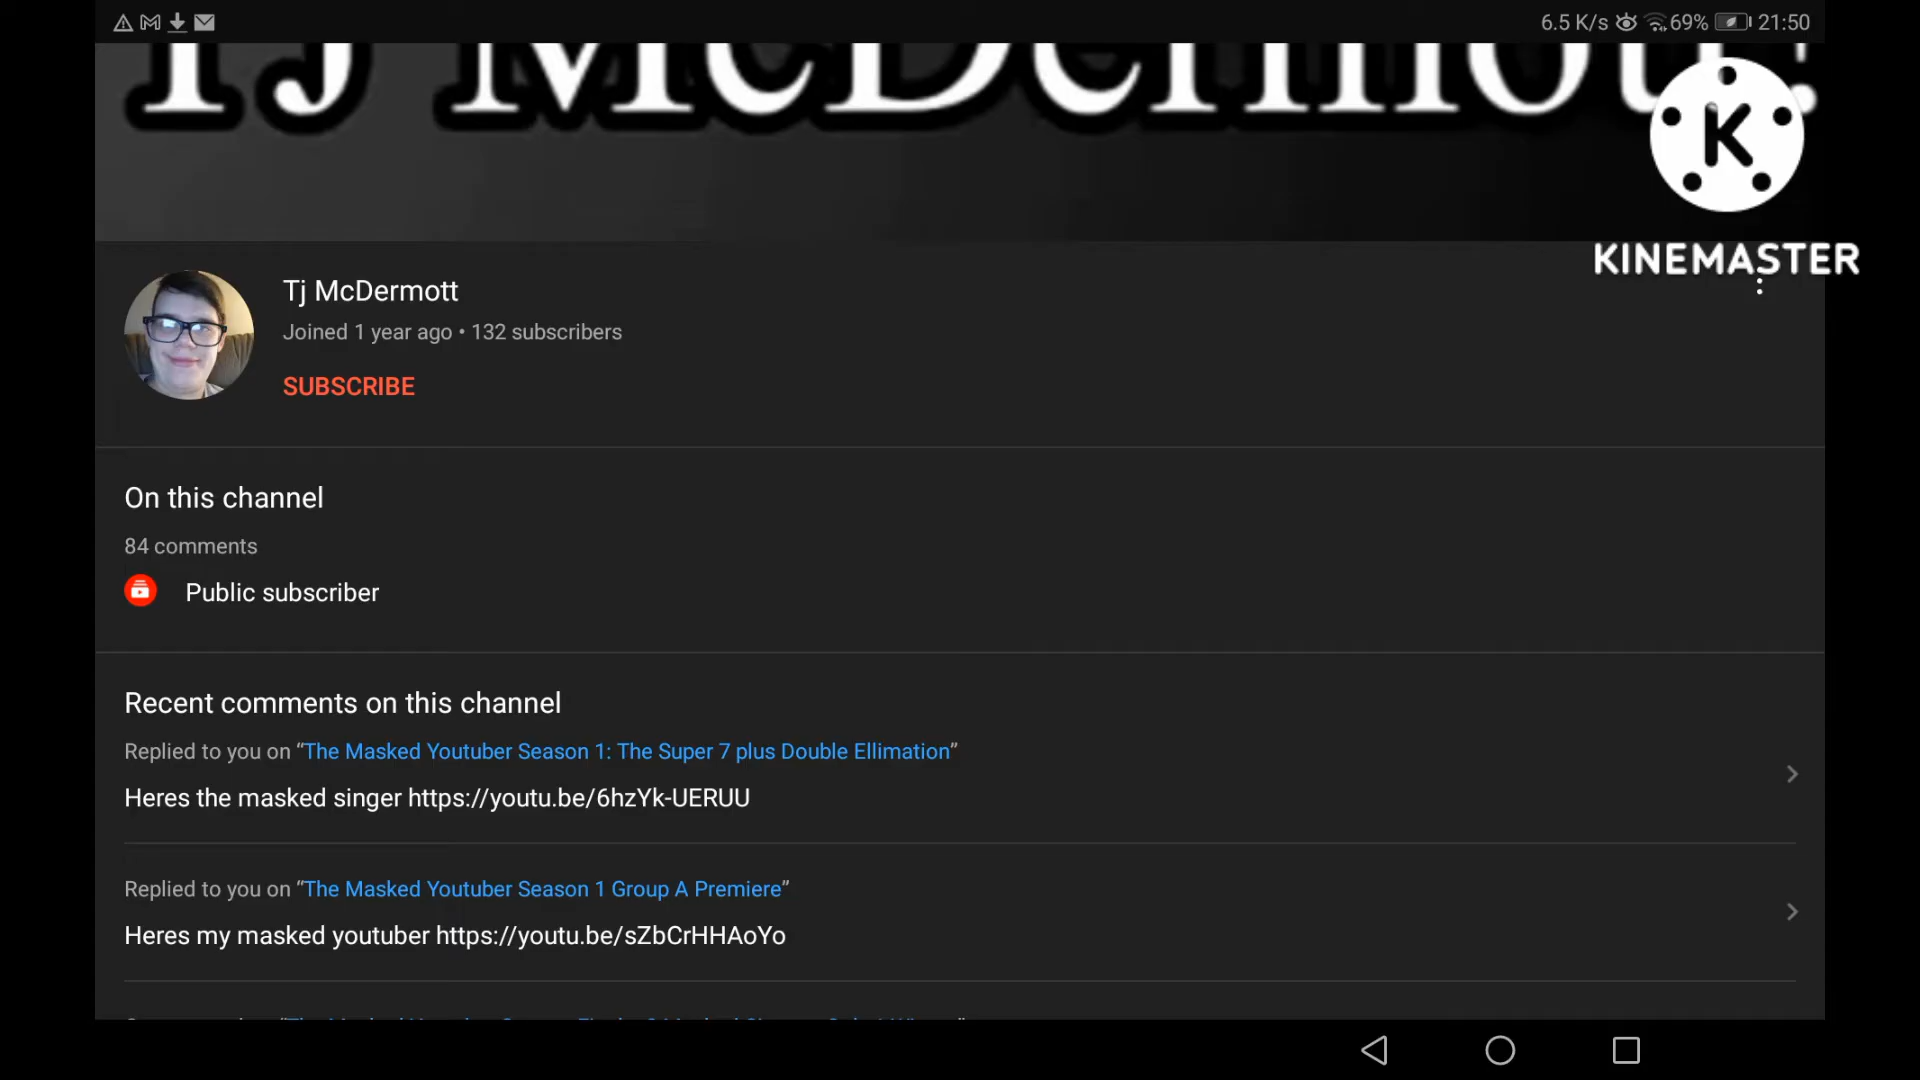 6.5 K/s 69% 21:50
Tj McDermott!
K
KINEMASTER
Tj McDermott
Joined 1 year ago • 132 subscribers
SUBSCRIBE
On this channel
84 comments
Public subscriber
Recent comments on this channel
Replied to you on “The Masked Youtuber Season 1: The Super 7 plus Double Ellimation”
Heres the masked singer https://youtu.be/6hzYk-UERUU
Replied to you on “The Masked Youtuber Season 1 Group A Premiere”
Heres my masked youtuber https://youtu.be/sZbCrHHAoYo